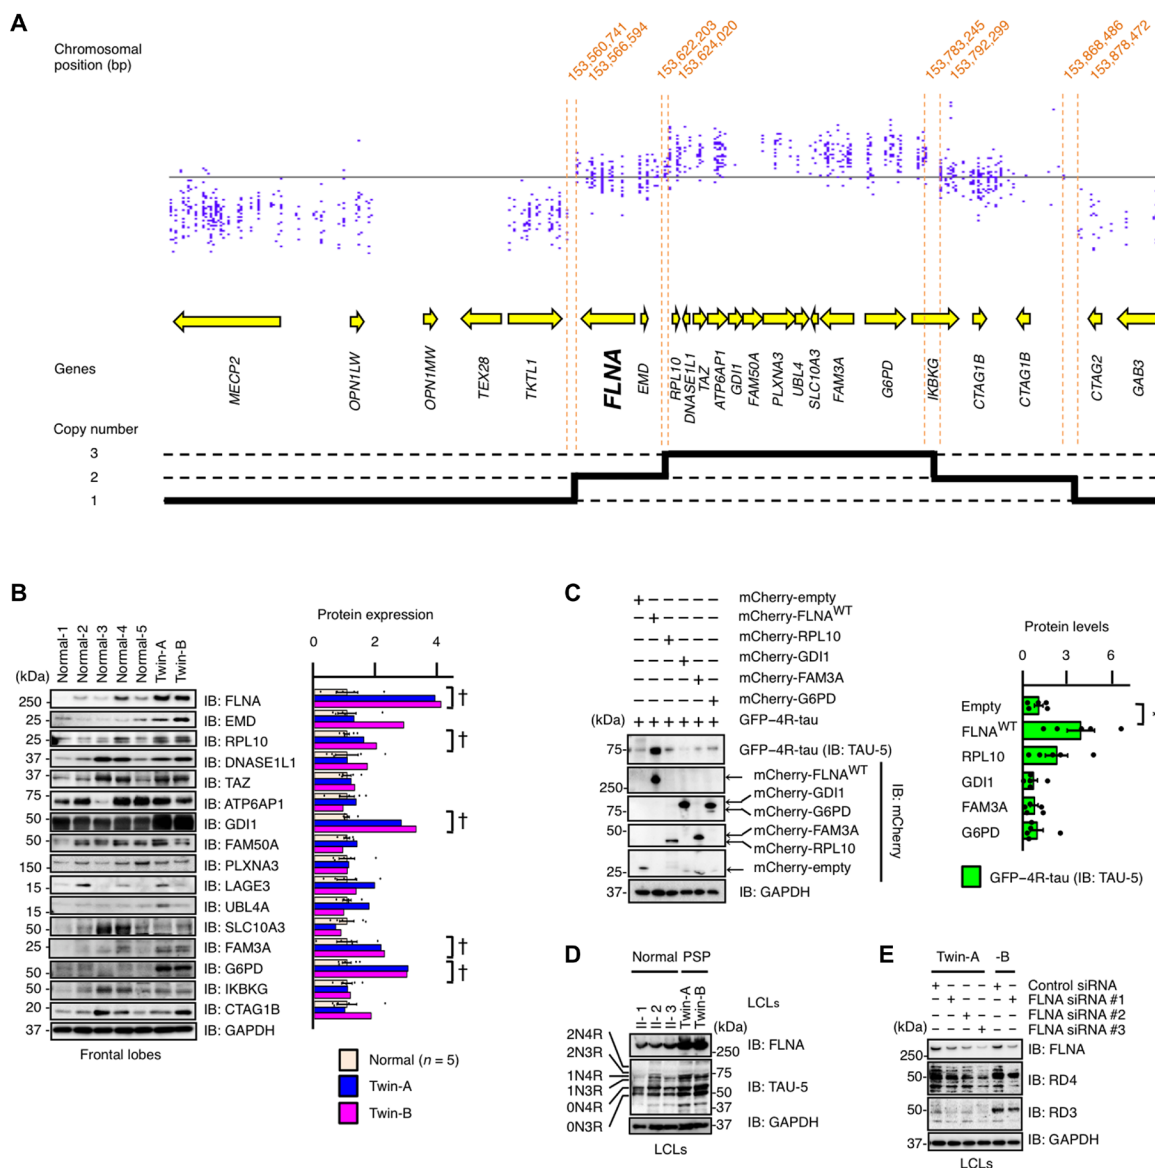 A
Chromosomal
position (bp)
153,560,741
153,566,594
153,622,203
153,624,020
153,783,245
153,792,299
153,868,486
153,878,472
Genes
MECP2
OPN1LW
OPN1MW
TEX28
TKTL1
FLNA
EMD
RPL10
DNASE1L1
TAZ
ATP6AP1
GDI1
FAM50A
PLXNA3
UBL4
SLC10A3
FAM3A
G6PD
IKBKG
CTAG1B
CTAG1B
CTAG2
GAB3
Copy number
3
2
1
B
Normal-1
Normal-2
Normal-3
Normal-4
Normal-5
Twin-A
Twin-B
(kDa)
250 IB: FLNA
25 IB: EMD
25 IB: RPL10
37 IB: DNASE1L1
37 IB: TAZ
75 IB: ATP6AP1
50 IB: GDI1
50 IB: FAM50A
150 IB: PLXNA3
15 IB: LAGE3
15 IB: UBL4A
50 IB: SLC10A3
25 IB: FAM3A
50 IB: G6PD
50 IB: IKBKG
20 IB: CTAG1B
37 IB: GAPDH
Frontal lobes
Protein expression
0 2 4
†
†
†
†
†
Normal (n = 5)
Twin-A
Twin-B
C
+ − − − − − mCherry-empty
− + − − − − mCherry-FLNAWT
− − + − − − mCherry-RPL10
− − − + − − mCherry-GDI1
− − − − + − mCherry-FAM3A
− − − − − + mCherry-G6PD
(kDa) + + + + + + GFP–4R-tau
75 GFP–4R-tau (IB: TAU-5)
250 mCherry-FLNAWT
75 mCherry-GDI1
mCherry-G6PD
50 mCherry-FAM3A
mCherry-RPL10
25 mCherry-empty
IB: mCherry
37 IB: GAPDH
Protein levels
0 3 6
Empty
FLNAWT
RPL10
GDI1
FAM3A
G6PD
GFP–4R-tau (IB: TAU-5)
D
Normal PSP
II-1
II-2
II-3
Twin-A
Twin-B
LCLs
(kDa)
IB: FLNA
250
2N4R
2N3R
1N4R
1N3R
0N4R
0N3R
75
50
37
IB: TAU-5
37
IB: GAPDH
LCLs
E
Twin-A -B
+ − − − + − Control siRNA
− + − − − + FLNA siRNA #1
− − + − − − FLNA siRNA #2
− − − + − − FLNA siRNA #3
(kDa)
250 IB: FLNA
50 IB: RD4
50 IB: RD3
37 IB: GAPDH
LCLs